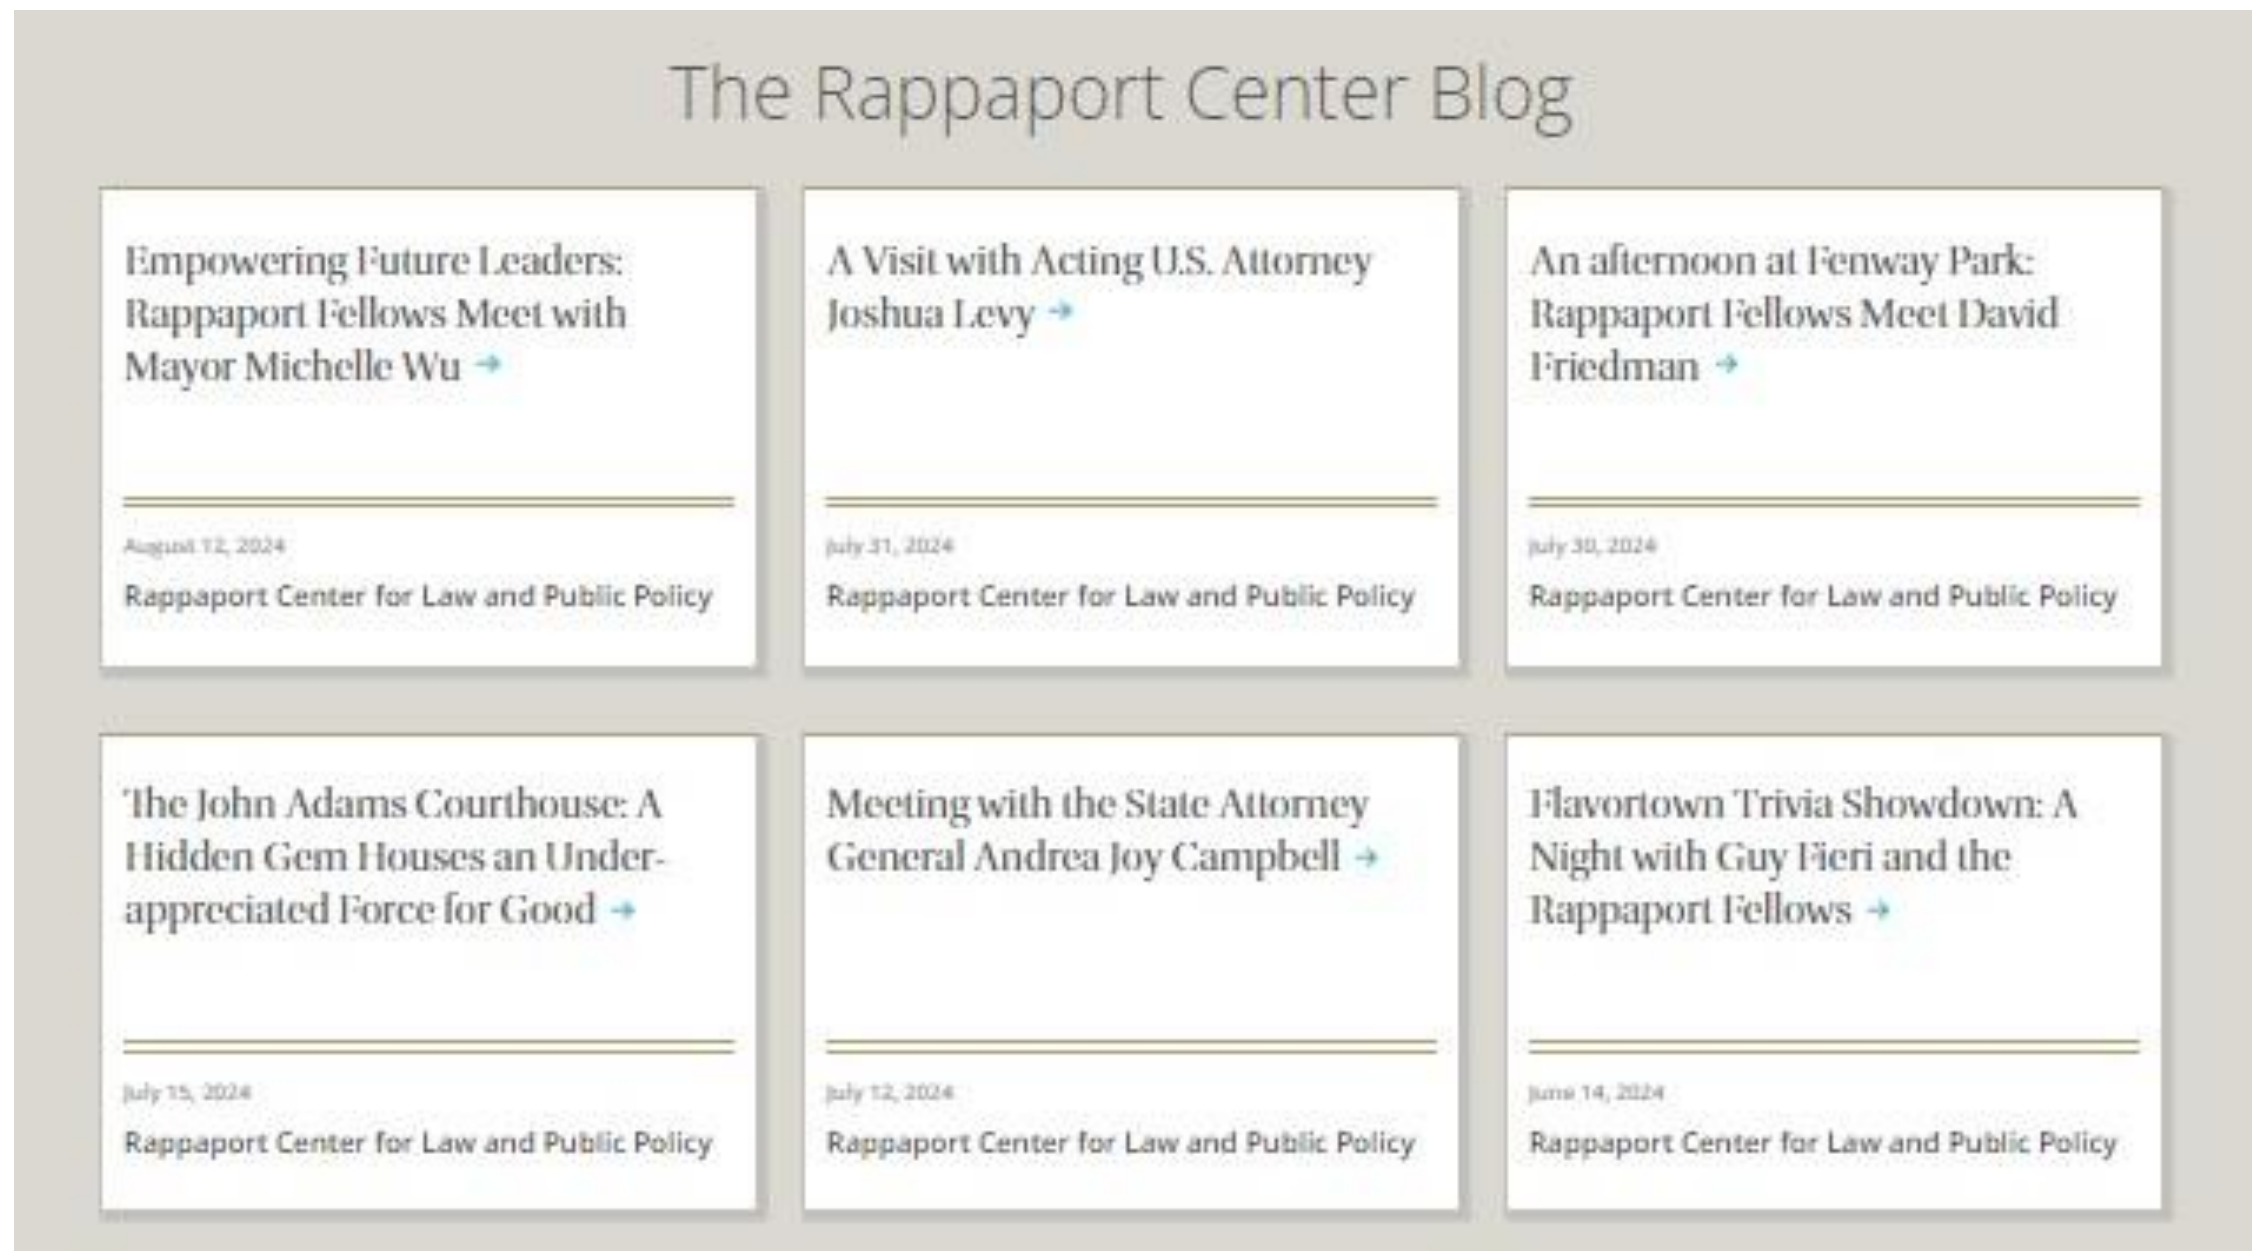 The Rappaport Center Blog
Empowering Future Leaders:
Rappaport Fellows Meet with
Mayor Michelle Wu →
August 12, 2024
Rappaport Center for Law and Public Policy
A Visit with Acting U.S. Attorney
Joshua Levy →
July 31, 2024
Rappaport Center for Law and Public Policy
An afternoon at Fenway Park:
Rappaport Fellows Meet David
Friedman →
July 30, 2024
Rappaport Center for Law and Public Policy
The John Adams Courthouse: A
Hidden Gem Houses an Under-
appreciated Force for Good →
July 15, 2024
Rappaport Center for Law and Public Policy
Meeting with the State Attorney
General Andrea Joy Campbell →
July 12, 2024
Rappaport Center for Law and Public Policy
Flavortown Trivia Showdown: A
Night with Guy Fieri and the
Rappaport Fellows →
June 14, 2024
Rappaport Center for Law and Public Policy